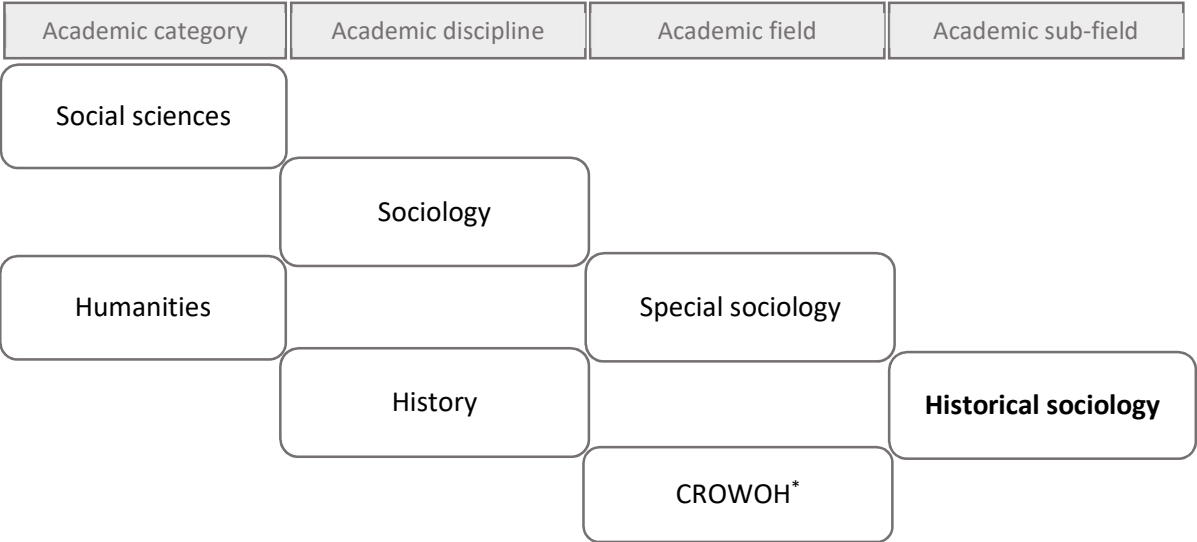 Academic category Academic discipline Academic field Academic sub-field
Social sciences
Sociology
Humanities Special sociology
History Historical sociology
CROWOH*